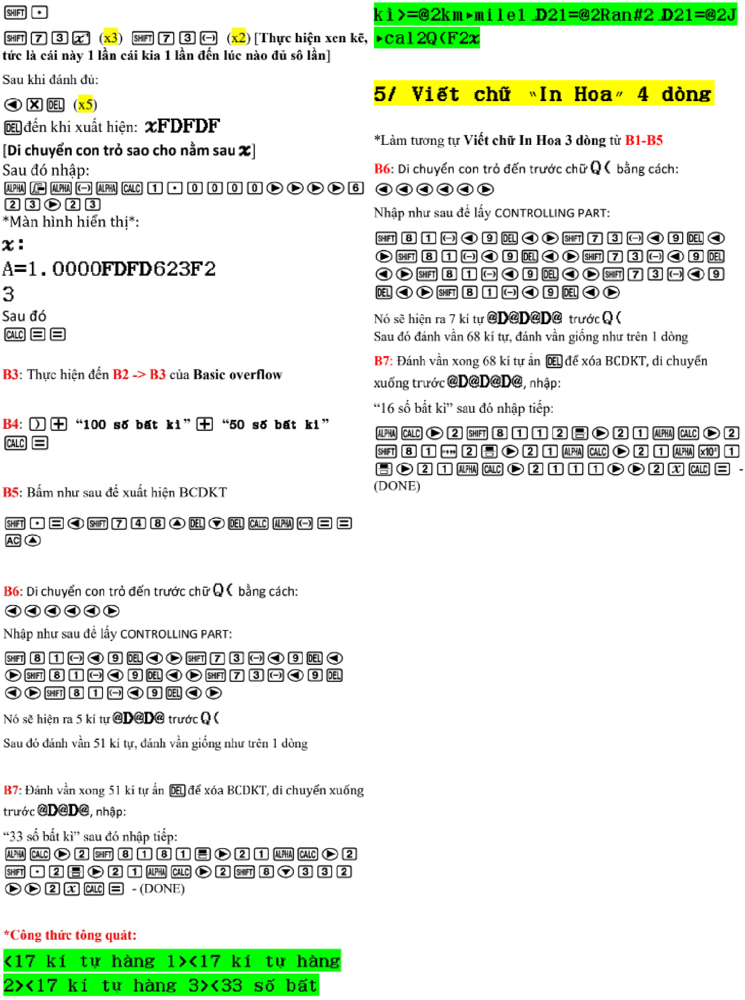 SHIFT •
SHIFT 7 3 x⁻¹ (x3) SHIFT 7 3 (−) (x2) [Thực hiện xen kẽ,
tức là cái này 1 lần cái kia 1 lần đến lúc nào đủ sô lần]
Sau khi đánh đủ:
◀ X DEL (x5)
DEL đến khi xuất hiện: xFDFDF
[Di chuyển con trỏ sao cho nằm sau x]
Sau đó nhập:
ALPHA ALPHA (−) ALPHA CALC 1 • 0 0 0 0 ▶ ▶ ▶ ▶ 6
2 3 ▶ 2 3
*Màn hình hiển thị*:
x:
A=1.0000FDFD623F2
3
Sau đó
CALC = =
B3: Thực hiện đến B2 -> B3 của Basic overflow
B4: ) + “100 số bất kì” + “50 số bất kì”
CALC =
B5: Bấm như sau để xuất hiện BCDKT
SHIFT • = ◀ SHIFT 7 4 8 ▲ DEL ▼ DEL CALC ALPHA (−) = =
AC ▲
B6: Di chuyển con trỏ đến trước chữ Q( bằng cách:
◀ ◀ ◀ ◀ ◀ ▶
Nhập như sau để lấy CONTROLLING PART:
SHIFT 8 1 (−) ◀ 9 DEL ◀ ▶ SHIFT 7 3 (−) ◀ 9 DEL ◀
▶ SHIFT 8 1 (−) ◀ 9 DEL ◀ ▶ SHIFT 7 3 (−) ◀ 9 DEL
◀ ▶ SHIFT 8 1 (−) ◀ 9 DEL ◀ ▶
Nó sẽ hiện ra 5 kí tự @D@D@ trước Q(
Sau đó đánh vần 51 kí tự, đánh vần giống như trên 1 dòng
B7: Đánh vần xong 51 kí tự ấn DEL để xóa BCDKT, di chuyển xuống
trước @D@D@, nhập:
“33 số bất kì” sau đó nhập tiếp:
ALPHA CALC ▶ 2 SHIFT 8 1 8 1 ▶ 2 1 ALPHA CALC ▶ 2
SHIFT • 2 ▶ 2 1 ALPHA CALC ▶ 2 SHIFT 8 ▼ 3 3 2
▶ ▶ 2 x CALC = - (DONE)
*Công thức tông quát:
<17 kí tự hàng 1><17 kí tự hàng
2><17 kí tự hàng 3><33 số bất
kì>=@2km▸mile1⌟D21=@2Ran#2⌟D21=@2J
▸cal2Q(F2x
5/ Viết chữ "In Hoa" 4 dòng
*Làm tương tự Viết chữ In Hoa 3 dòng từ B1-B5
B6: Di chuyển con trỏ đến trước chữ Q( bằng cách:
◀ ◀ ◀ ◀ ◀ ▶
Nhập như sau để lấy CONTROLLING PART:
SHIFT 8 1 (−) ◀ 9 DEL ◀ ▶ SHIFT 7 3 (−) ◀ 9 DEL ◀
▶ SHIFT 8 1 (−) ◀ 9 DEL ◀ ▶ SHIFT 7 3 (−) ◀ 9 DEL
◀ ▶ SHIFT 8 1 (−) ◀ 9 DEL ◀ ▶ SHIFT 7 3 (−) ◀ 9
DEL ◀ ▶ SHIFT 8 1 (−) ◀ 9 DEL ◀ ▶
Nó sẽ hiện ra 7 kí tự @D@D@D@ trước Q(
Sau đó đánh vần 68 kí tự, đánh vần giống như trên 1 dòng
B7: Đánh vần xong 68 kí tự ấn DEL để xóa BCDKT, di chuyển
xuống trước @D@D@D@, nhập:
“16 số bất kì” sau đó nhập tiếp:
ALPHA CALC ▶ 2 SHIFT 8 1 1 2 ▶ 2 1 ALPHA CALC ▶ 2
SHIFT 8 1 °’” 2 ▶ 2 1 ALPHA CALC ▶ 2 1 ALPHA x10ˣ 1
▶ 2 1 ALPHA CALC ▶ 2 1 1 1 ▶ ▶ 2 x CALC = -
(DONE)